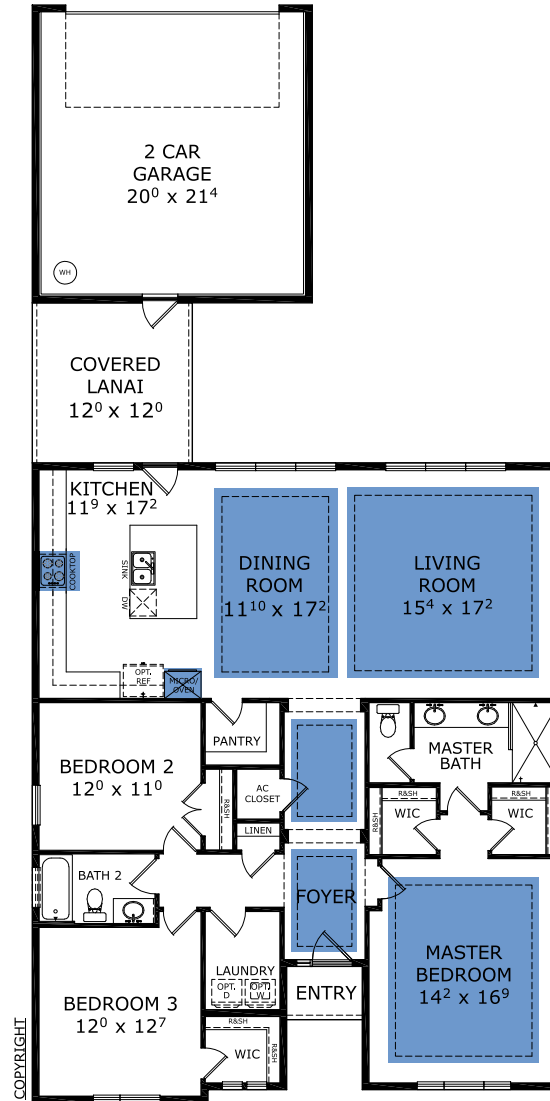 2 CAR
GARAGE
20⁰ x 21⁴
WH
COVERED
LANAI
12⁰ x 12⁰
KITCHEN
11⁹ x 17²
COOKTOP
SINK
DW
OPT.
REF
MICRO/
OVEN
DINING
ROOM
11¹⁰ x 17²
LIVING
ROOM
15⁴ x 17²
PANTRY
MASTER
BATH
BEDROOM 2
12⁰ x 11⁰
R&SH
AC
CLOSET
LINEN
R&SH
R&SH
WIC
R&SH
WIC
BATH 2
FOYER
MASTER
BEDROOM
14² x 16⁹
LAUNDRY
OPT.
D
OPT.
W
ENTRY
BEDROOM 3
12⁰ x 12⁷
R&SH
R&SH
WIC
COPYRIGHT